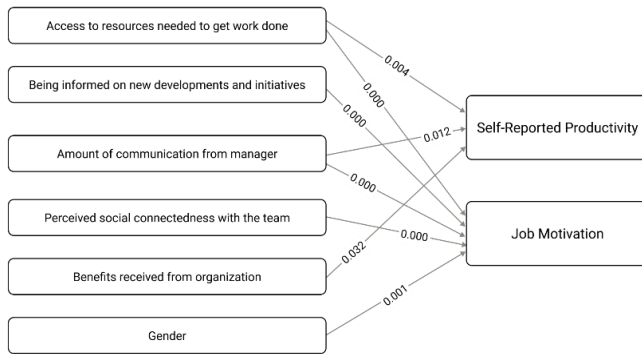 Access to resources needed to get work done
0.004
Being informed on new developments and initiatives
0.000
0.000
Self-Reported Productivity
0.012
Amount of communication from manager
0.000
Perceived social connectedness with the team
0.000
Job Motivation
0.032
Benefits received from organization
0.001
Gender